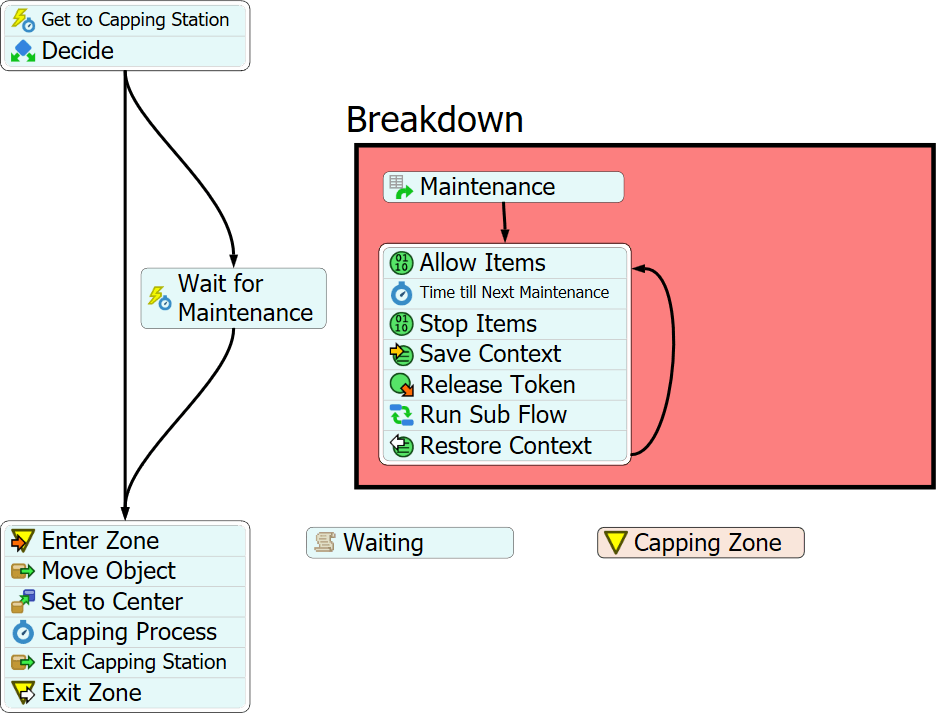 Get to Capping Station
Decide
Breakdown
Maintenance
Wait for
Maintenance
Allow Items
Time till Next Maintenance
Stop Items
Save Context
Release Token
Run Sub Flow
Restore Context
Enter Zone
Move Object
Set to Center
Capping Process
Exit Capping Station
Exit Zone
Waiting
Capping Zone